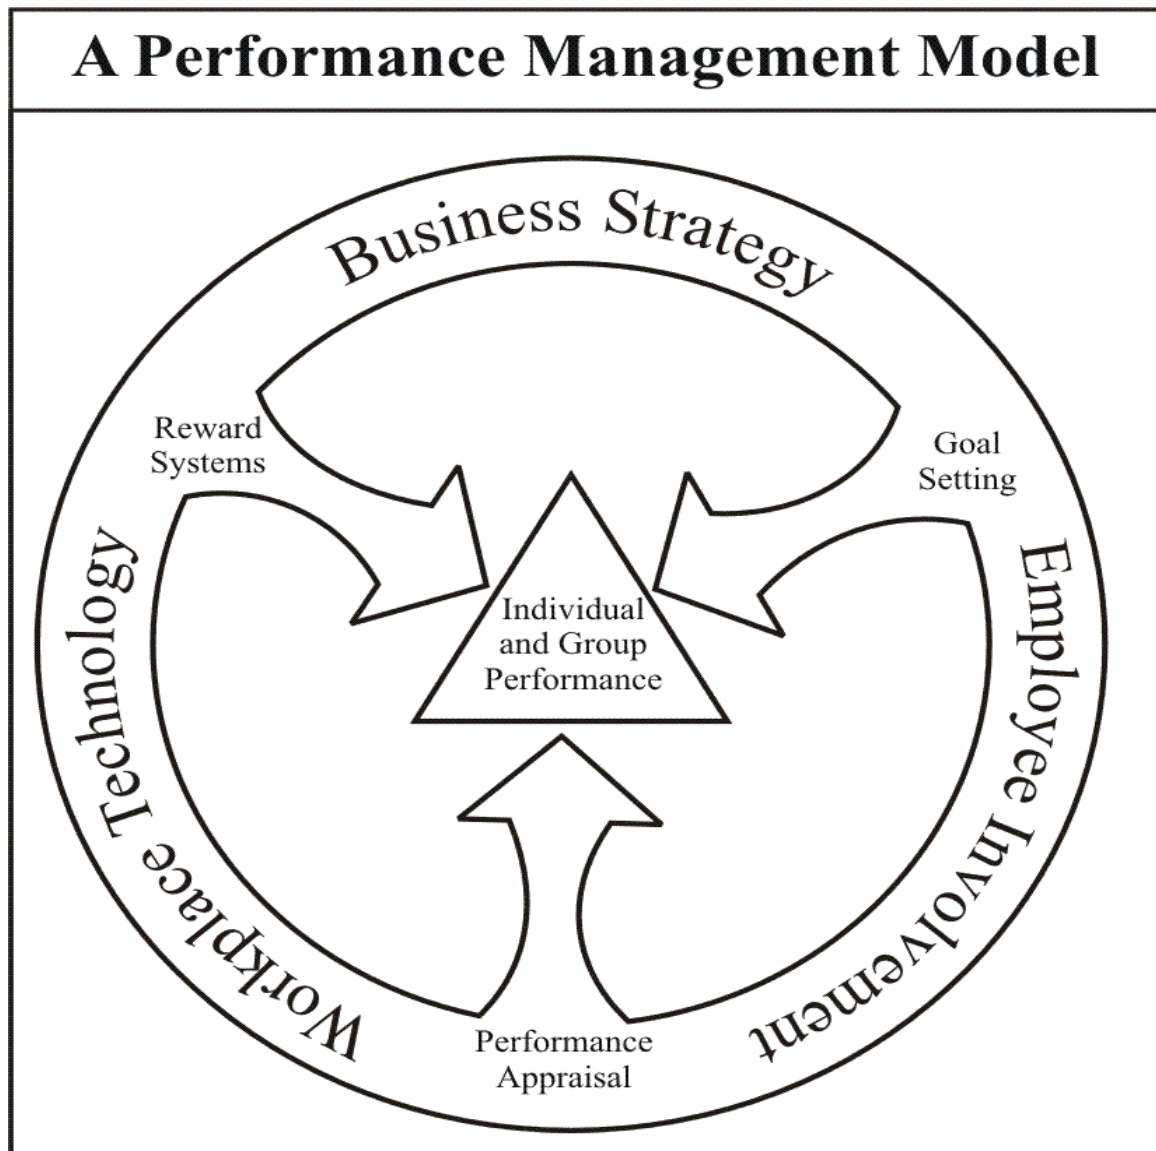 A Performance Management Model
Business Strategy
Reward
Systems
Goal
Setting
Individual
and Group
Performance
Workplace Technology
Employee Involvement
Performance
Appraisal